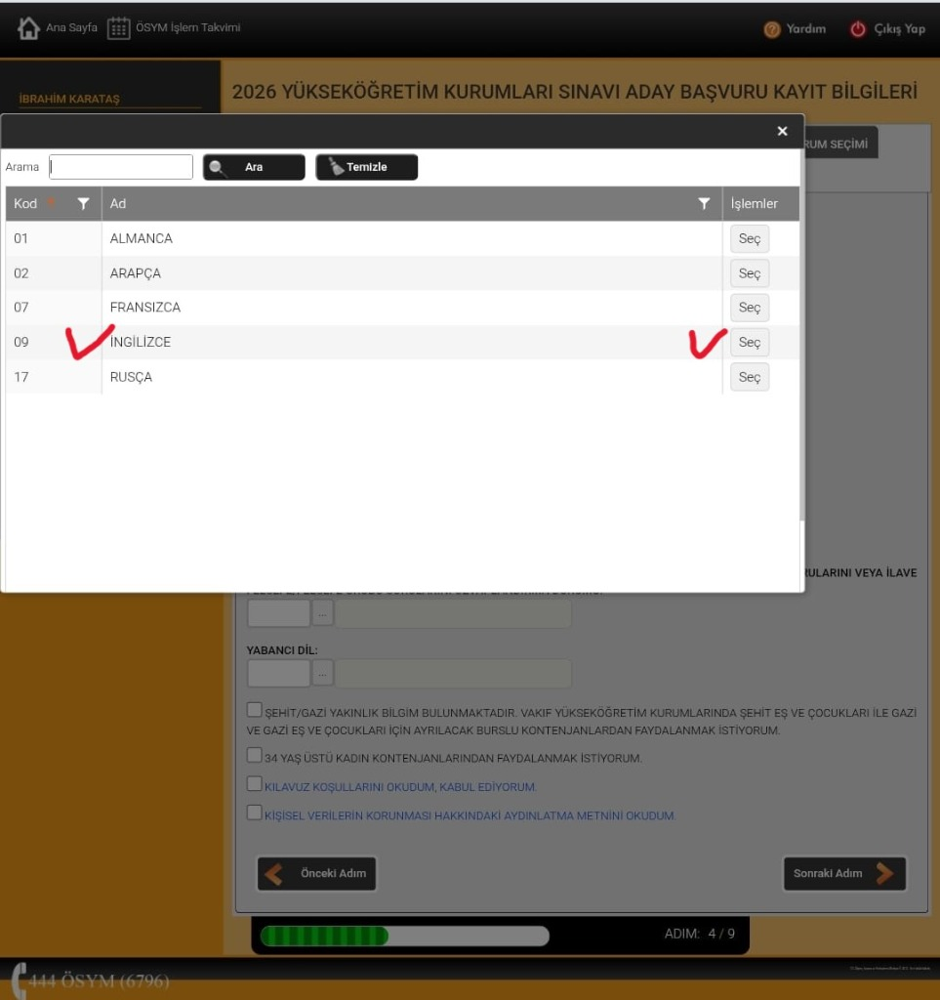 Ana Sayfa ÖSYM İşlem Takvimi Yardım Çıkış Yap
İBRAHİM KARATAŞ
2026 YÜKSEKÖĞRETİM KURUMLARI SINAVI ADAY BAŞVURU KAYIT BİLGİLERİ
RUM SEÇİMİ
Arama Ara Temizle
Kod Ad İşlemler
01 ALMANCA Seç
02 ARAPÇA Seç
07 FRANSIZCA Seç
09 İNGİLİZCE Seç
17 RUSÇA Seç
RULARINI VEYA İLAVE
...
YABANCI DİL:
...
ŞEHİT/GAZİ YAKINLIK BİLGİM BULUNMAKTADIR. VAKIF YÜKSEKÖĞRETİM KURUMLARINDA ŞEHİT EŞ VE ÇOCUKLARI İLE GAZİ
VE GAZİ EŞ VE ÇOCUKLARI İÇİN AYRILACAK BURSLU KONTENJANLARDAN FAYDALANMAK İSTİYORUM.
34 YAŞ ÜSTÜ KADIN KONTENJANLARINDAN FAYDALANMAK İSTİYORUM.
KILAVUZ KOŞULLARINI OKUDUM, KABUL EDİYORUM.
KİŞİSEL VERİLERİN KORUNMASI HAKKINDAKİ AYDINLATMA METNİNİ OKUDUM.
Önceki Adım Sonraki Adım
ADIM: 4 / 9
444 ÖSYM (6796)